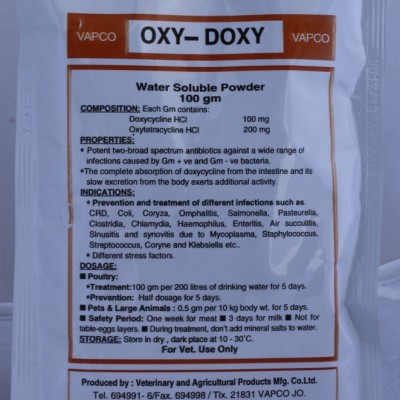 VAPCO OXY–DOXY VAPCO
Water Soluble Powder
100 gm
COMPOSITION: Each Gm contains:
Doxycycline HCl 100 mg
Oxytetracycline HCl 200 mg
PROPERTIES:
* Potent two-broad spectrum antibiotics against a wide range of
infections caused by Gm + ve and Gm - ve bacteria.
*The complete absorption of doxycycline from the intestine and its
slow excretion from the body exerts additional activity.
INDICATIONS:
* Prevention and treatment of different infections such as.
CRD, Coli, Coryza, Omphalitis, Salmonella, Pasteurella,
Clostridia, Chlamydia, Haemophilus, Enteritis, Air succulitis,
Sinusitis and synovitis due to Mycoplasma, Staphylococcus,
Streptococcus, Coryne and Klebsiella etc..
* Different stress factors.
DOSAGE:
■ Poultry:
*Treatment:100 gm per 200 litres of drinking water for 5 days.
*Prevention: Half dosage for 5 days.
■ Pets & Large Animals : 0.5 gm per 10 kg body wt. for 5 days.
■ Safety Period: One week for meat ■ 3 days for milk ■ Not for
table-eggs layers. ■ During treatment, don't add mineral salts to water.
STORAGE: Store in dry , dark place at 10 - 30°C
For Vet. Use Only
Produced by : Veterinary and Agricultural Products Mfg. Co.Ltd.
Tel. 694991- 6/Fax. 694998 / Tlx. 21831 VAPCO JO.